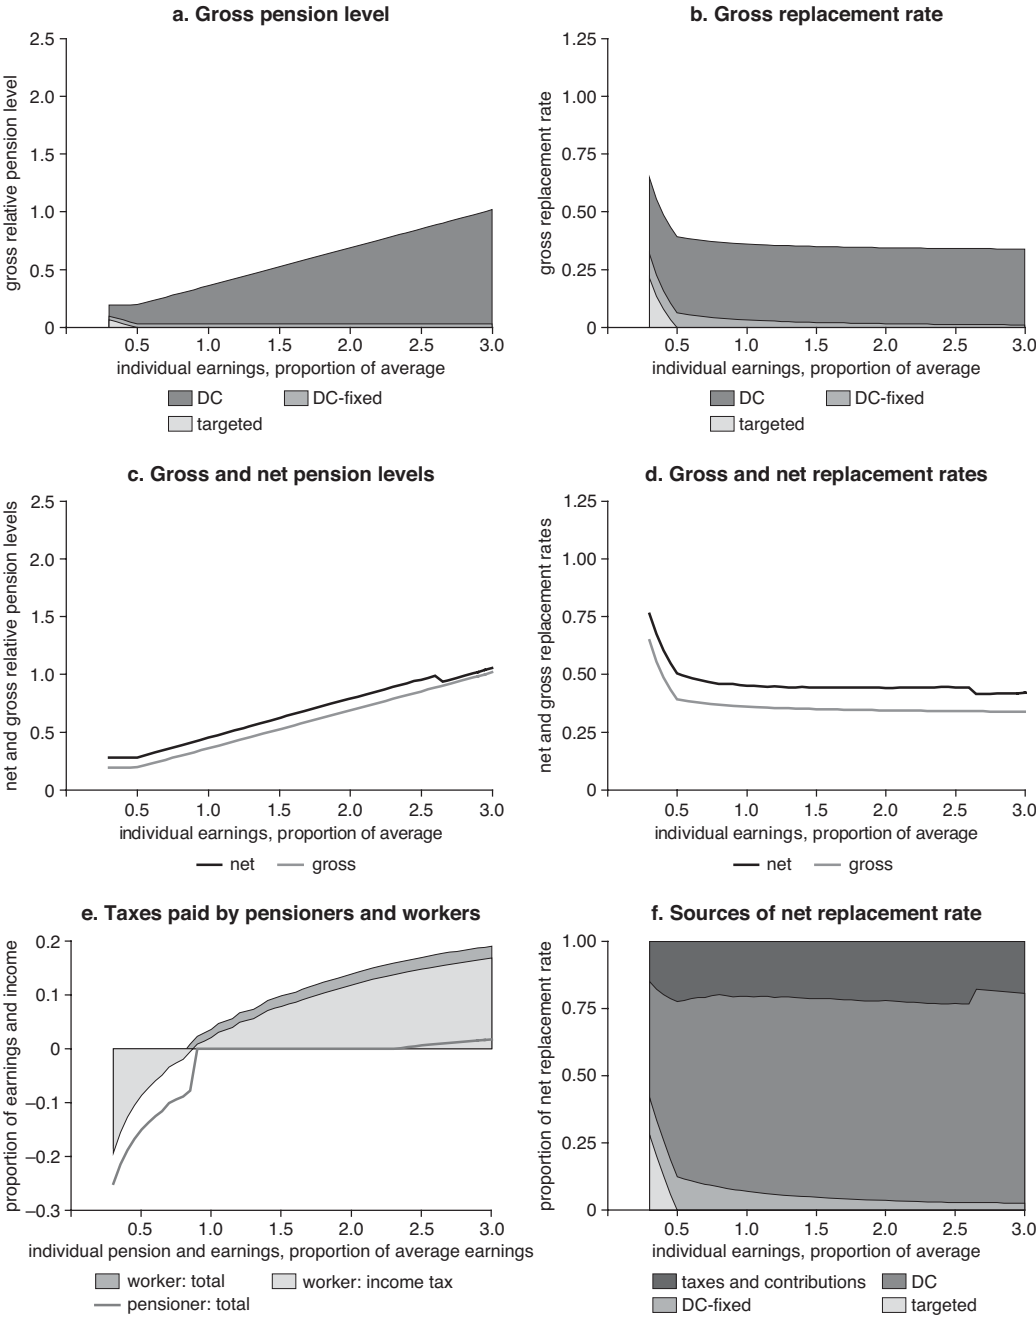 a. Gross pension level
gross relative pension level
2.5
2.0
1.5
1.0
0.5
0
0.5 1.0 1.5 2.0 2.5 3.0
individual earnings, proportion of average
DC DC-fixed
targeted
b. Gross replacement rate
gross replacement rate
1.25
1.00
0.75
0.50
0.25
0
0.5 1.0 1.5 2.0 2.5 3.0
individual earnings, proportion of average
DC DC-fixed
targeted
c. Gross and net pension levels
net and gross relative pension levels
2.5
2.0
1.5
1.0
0.5
0
0.5 1.0 1.5 2.0 2.5 3.0
individual earnings, proportion of average
net gross
d. Gross and net replacement rates
net and gross replacement rates
1.25
1.00
0.75
0.50
0.25
0
0.5 1.0 1.5 2.0 2.5 3.0
individual earnings, proportion of average
net gross
e. Taxes paid by pensioners and workers
proportion of earnings and income
0.2
0.1
0
–0.1
–0.2
–0.3
0.5 1.0 1.5 2.0 2.5 3.0
individual pension and earnings, proportion of average earnings
worker: total worker: income tax
pensioner: total
f. Sources of net replacement rate
proportion of net replacement rate
1.00
0.75
0.50
0.25
0
0.5 1.0 1.5 2.0 2.5 3.0
individual earnings, proportion of average
taxes and contributions DC
DC-fixed targeted